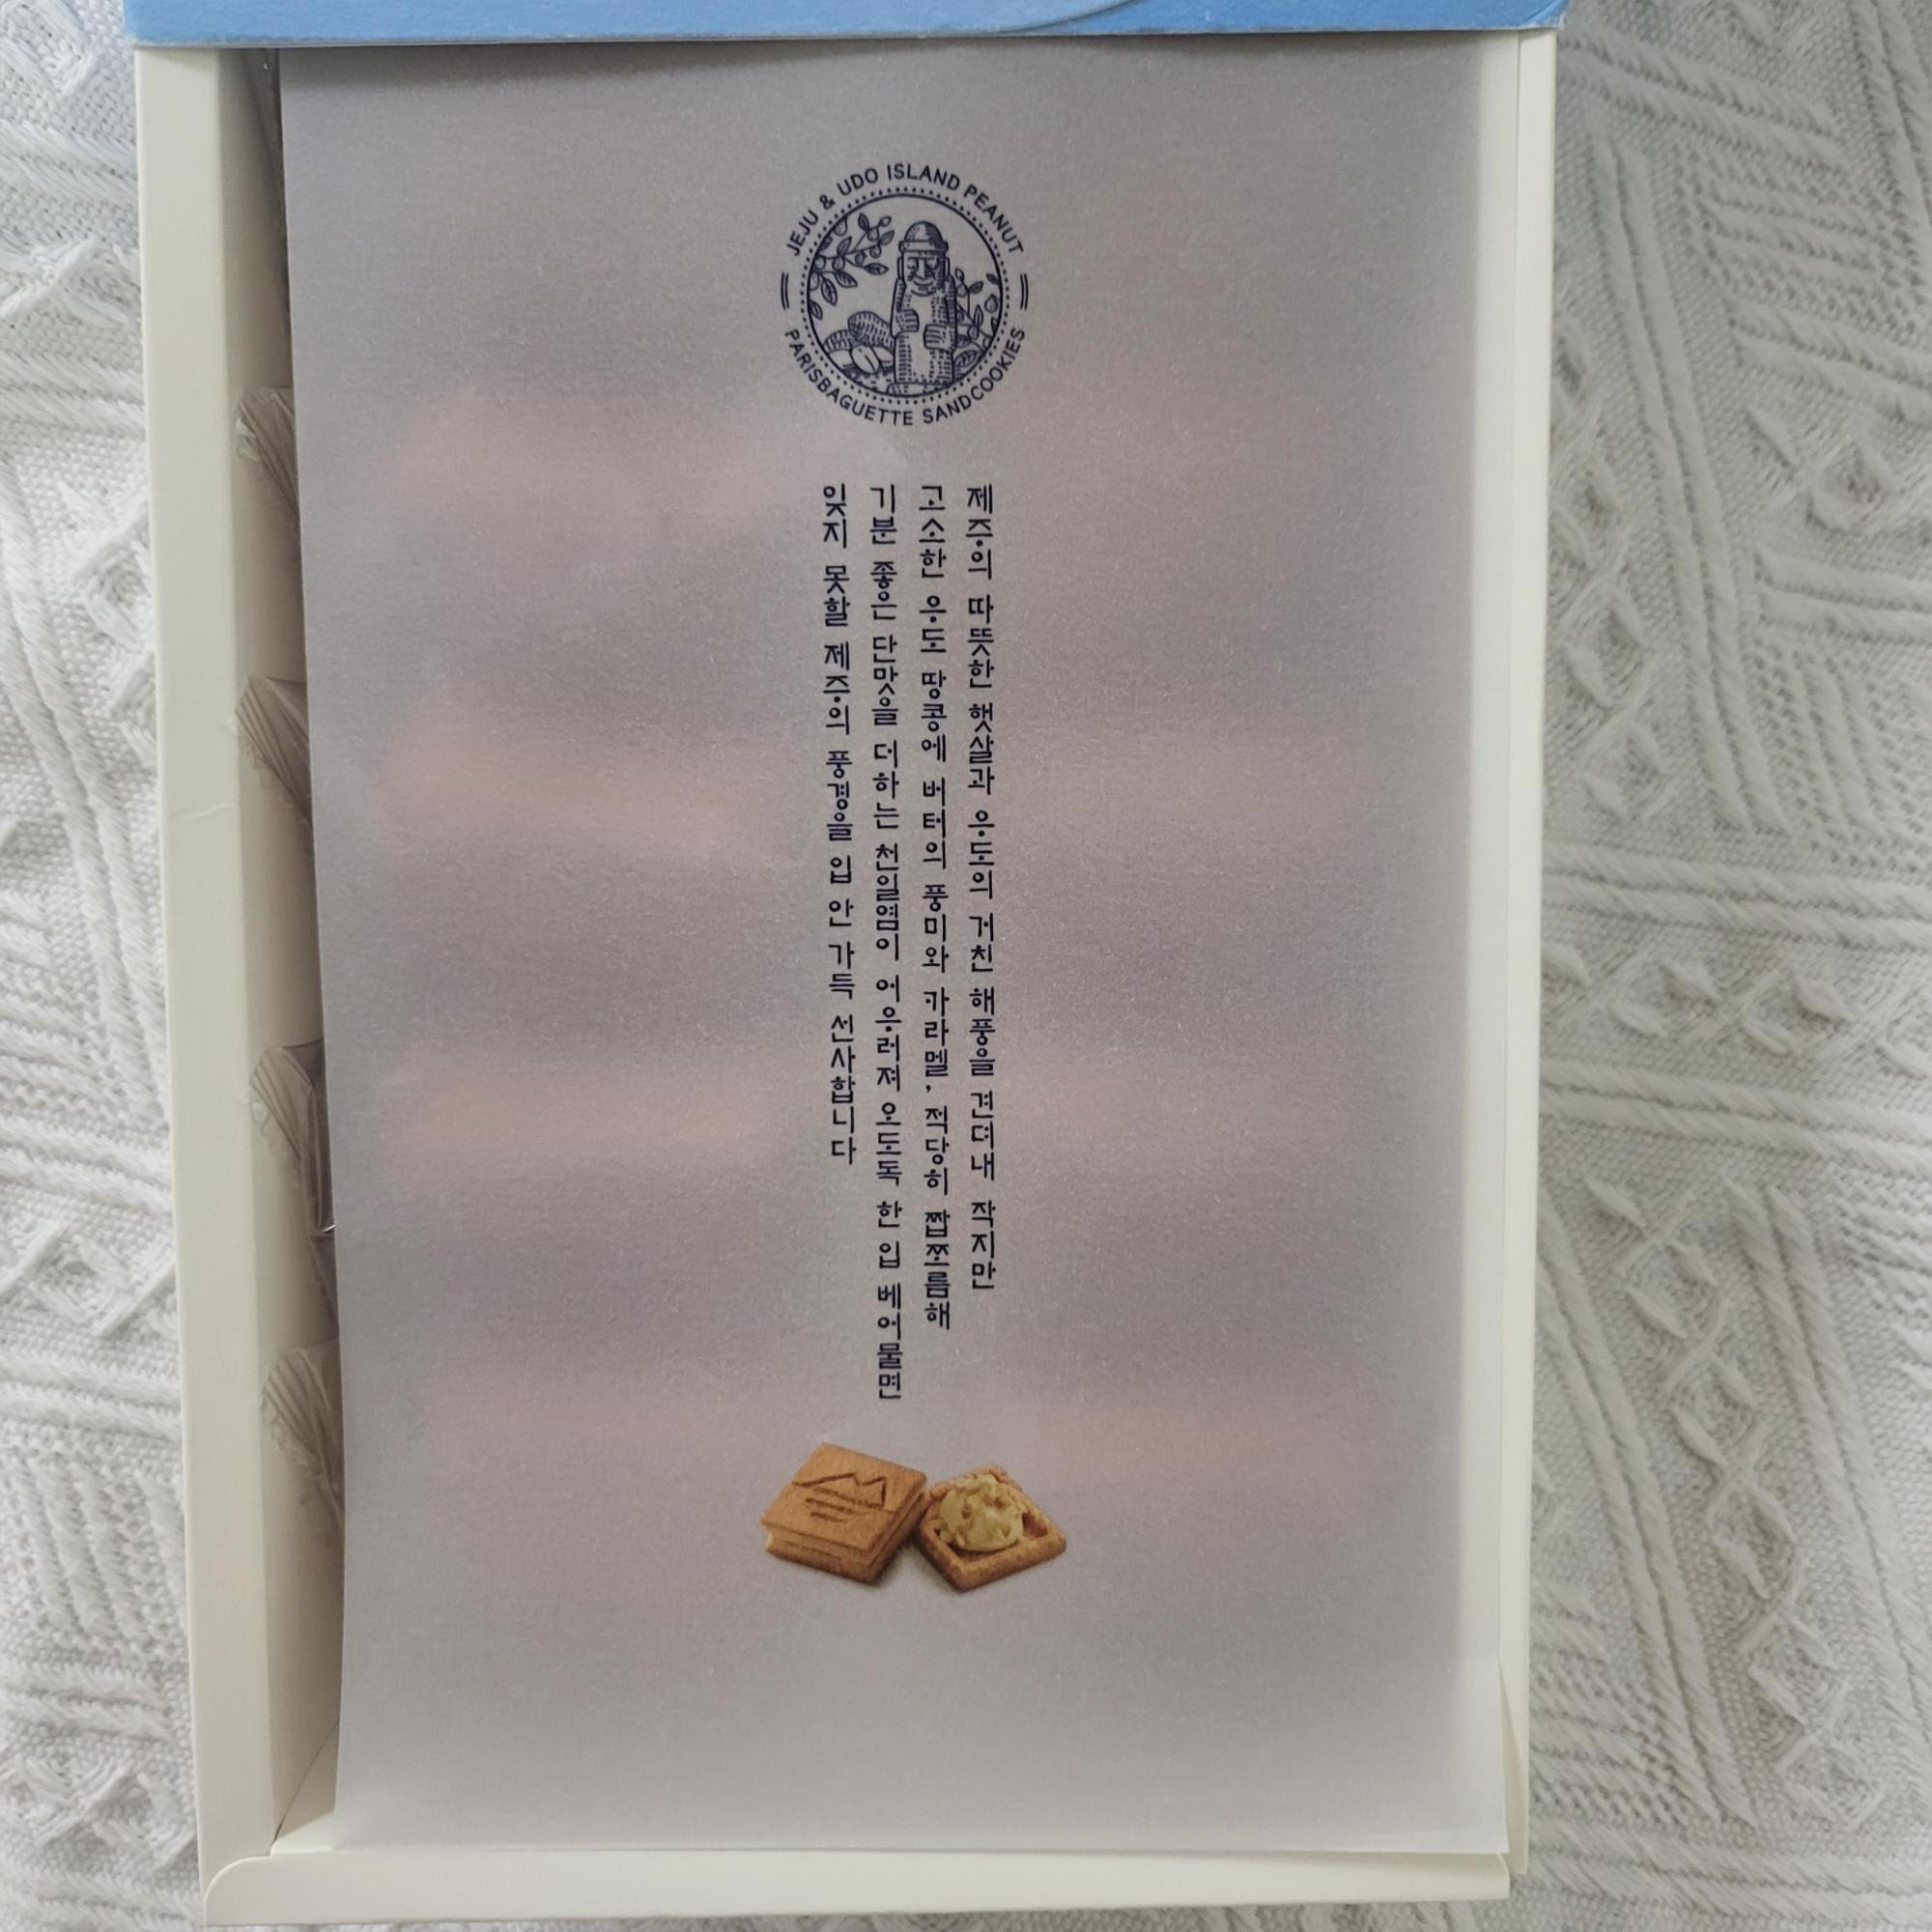 JEJU & UDO ISLAND PEANUT
PARISBAGUETTE SANDCOOKIES
제주의 따뜻한 햇살과 우도의 거친 해풍을 견뎌내 작지만
고소한 우도 땅콩에 버터의 풍미와 카라멜, 적당히 짭쪼름해
기분 좋은 단맛을 더하는 천일염이 어우러져 오도독 한 입 베어물면
잊지 못할 제주의 풍경을 입 안 가득 선사합니다